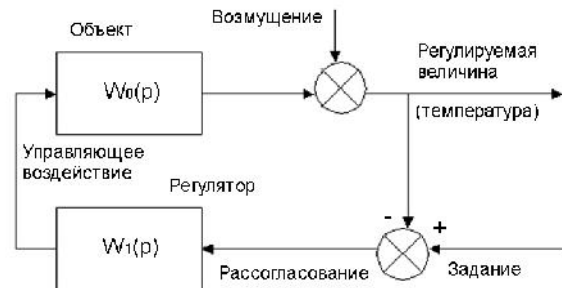 Возмущение
Объект
W₀(p)
Регулируемая
величина
(температура)
Управляющее
воздействие
Регулятор
W₁(p)
- +
Рассогласование
Задание